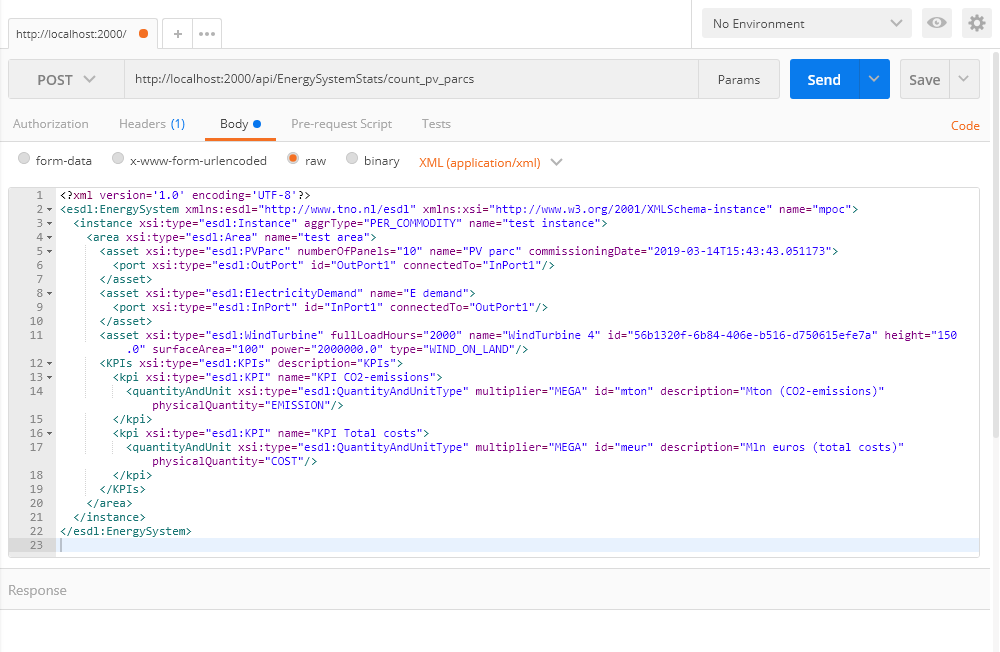 http://localhost:2000/
+
•••
No Environment
POST
http://localhost:2000/api/EnergySystemStats/count_pv_parcs
Params
Send
Save
Authorization
Headers (1)
Body
Pre-request Script
Tests
Code
form-data
x-www-form-urlencoded
raw
binary
XML (application/xml)
1 <?xml version='1.0' encoding='UTF-8'?>
2 <esdl:EnergySystem xmlns:esdl="http://www.tno.nl/esdl" xmlns:xsi="http://www.w3.org/2001/XMLSchema-instance" name="mpoc">
3 <instance xsi:type="esdl:Instance" aggrType="PER_COMMODITY" name="test instance">
4 <area xsi:type="esdl:Area" name="test area">
5 <asset xsi:type="esdl:PVParc" numberOfPanels="10" name="PV parc" commissioningDate="2019-03-14T15:43:43.051173">
6 <port xsi:type="esdl:OutPort" id="OutPort1" connectedTo="InPort1"/>
7 </asset>
8 <asset xsi:type="esdl:ElectricityDemand" name="E demand">
9 <port xsi:type="esdl:InPort" id="InPort1" connectedTo="OutPort1"/>
10 </asset>
11 <asset xsi:type="esdl:WindTurbine" fullLoadHours="2000" name="WindTurbine 4" id="56b1320f-6b84-406e-b516-d750615efe7a" height="150
.0" surfaceArea="100" power="2000000.0" type="WIND_ON_LAND"/>
12 <KPIs xsi:type="esdl:KPIs" description="KPIs">
13 <kpi xsi:type="esdl:KPI" name="KPI CO2-emissions">
14 <quantityAndUnit xsi:type="esdl:QuantityAndUnitType" multiplier="MEGA" id="mton" description="Mton (CO2-emissions)"
physicalQuantity="EMISSION"/>
15 </kpi>
16 <kpi xsi:type="esdl:KPI" name="KPI Total costs">
17 <quantityAndUnit xsi:type="esdl:QuantityAndUnitType" multiplier="MEGA" id="meur" description="Mln euros (total costs)"
physicalQuantity="COST"/>
18 </kpi>
19 </KPIs>
20 </area>
21 </instance>
22 </esdl:EnergySystem>
23
Response